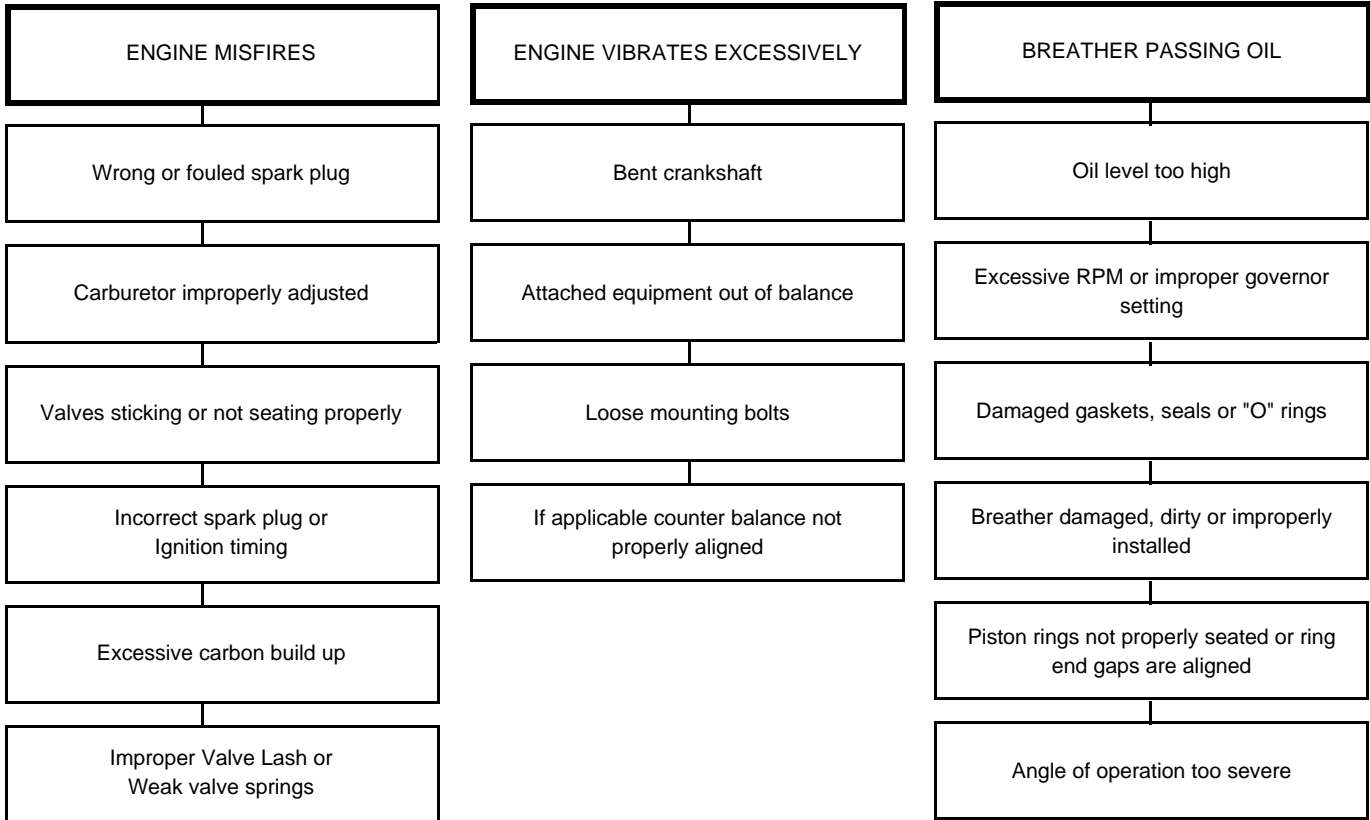 ENGINE MISFIRES
Wrong or fouled spark plug
Carburetor improperly adjusted
Valves sticking or not seating properly
Incorrect spark plug or
Ignition timing
Excessive carbon build up
Improper Valve Lash or
Weak valve springs
ENGINE VIBRATES EXCESSIVELY
Bent crankshaft
Attached equipment out of balance
Loose mounting bolts
If applicable counter balance not
properly aligned
BREATHER PASSING OIL
Oil level too high
Excessive RPM or improper governor
setting
Damaged gaskets, seals or "O" rings
Breather damaged, dirty or improperly
installed
Piston rings not properly seated or ring
end gaps are aligned
Angle of operation too severe